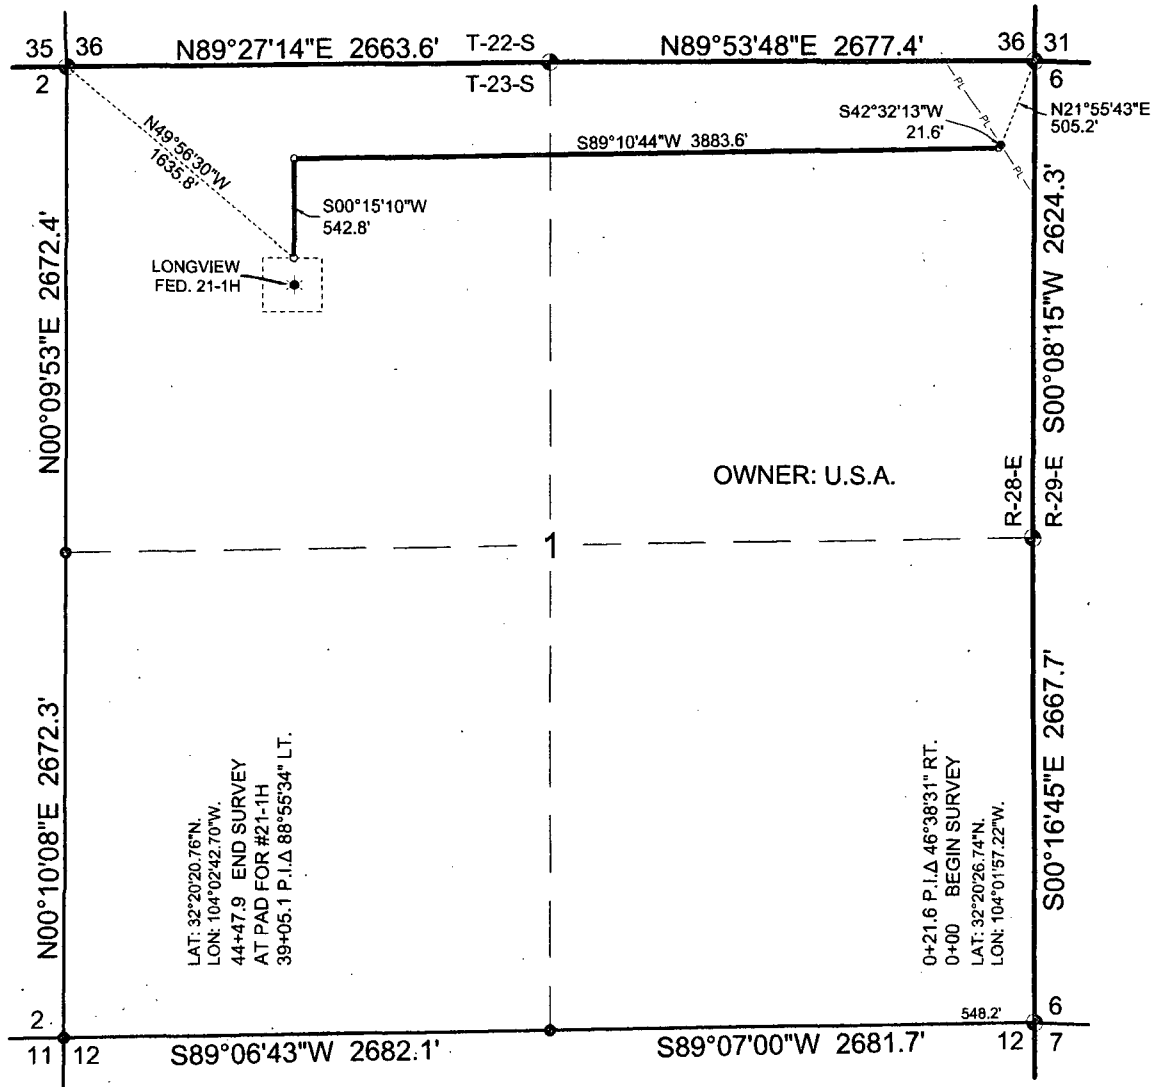 35 36
N89°27'14"E 2663.6'
T-22-S
N89°53'48"E 2677.4'
36 31
2
T-23-S
6
PL
PL
PL
S42°32'13"W
21.6'
N21°55'43"E
505.2'
N49°56'30"W
1635.8'
S89°10'44"W 3883.6'
S00°15'10"W
542.8'
LONGVIEW
FED. 21-1H
N00°09'53"E 2672.4'
S00°08'15"W 2624.3'
OWNER: U.S.A.
R-28-E
R-29-E
1
N00°10'08"E 2672.3'
LAT: 32°20'20.76"N.
LON: 104°02'42.70"W.
44+47.9 END SURVEY
AT PAD FOR #21-1H
39+05.1 P.I.Δ 88°55'34" LT.
0+21.6 P.I.Δ 46°38'31" RT.
0+00 BEGIN SURVEY
LAT: 32°20'26.74"N.
LON: 104°01'57.22"W.
S00°16'45"E 2667.7'
2
548.2'
6
11 12
S89°06'43"W 2682.1'
S89°07'00"W 2681.7'
12 7